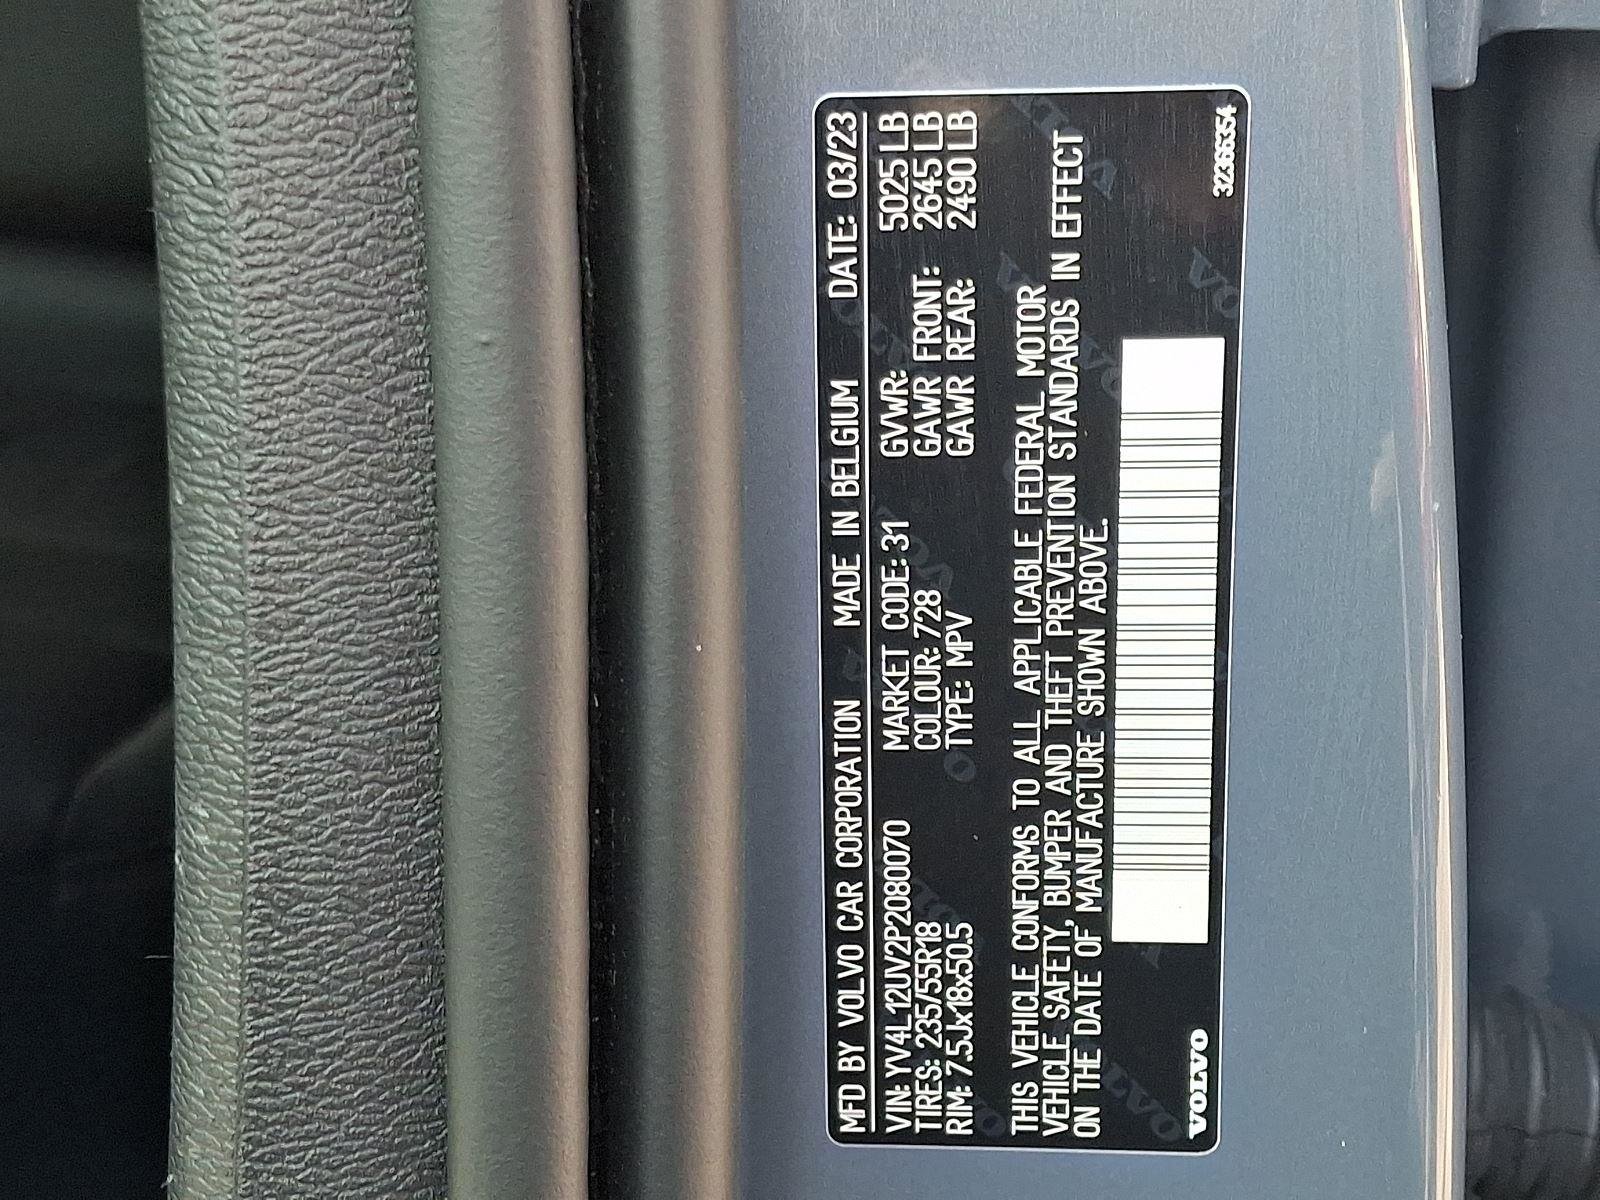 MFD BY VOLVO CAR CORPORATION MADE IN BELGIUM DATE: 03/23
VIN: YV4L12UV2P2080070 MARKET CODE: 31 GVWR: 5025 LB
TIRES: 235/55R18 COLOUR: 728 GAWR FRONT: 2645 LB
RIM: 7.5Jx18x50.5 TYPE: MPV GAWR REAR: 2490 LB
THIS VEHICLE CONFORMS TO ALL APPLICABLE FEDERAL MOTOR
VEHICLE SAFETY, BUMPER AND THEFT PREVENTION STANDARDS IN EFFECT
ON THE DATE OF MANUFACTURE SHOWN ABOVE.
VOLVO
32366354